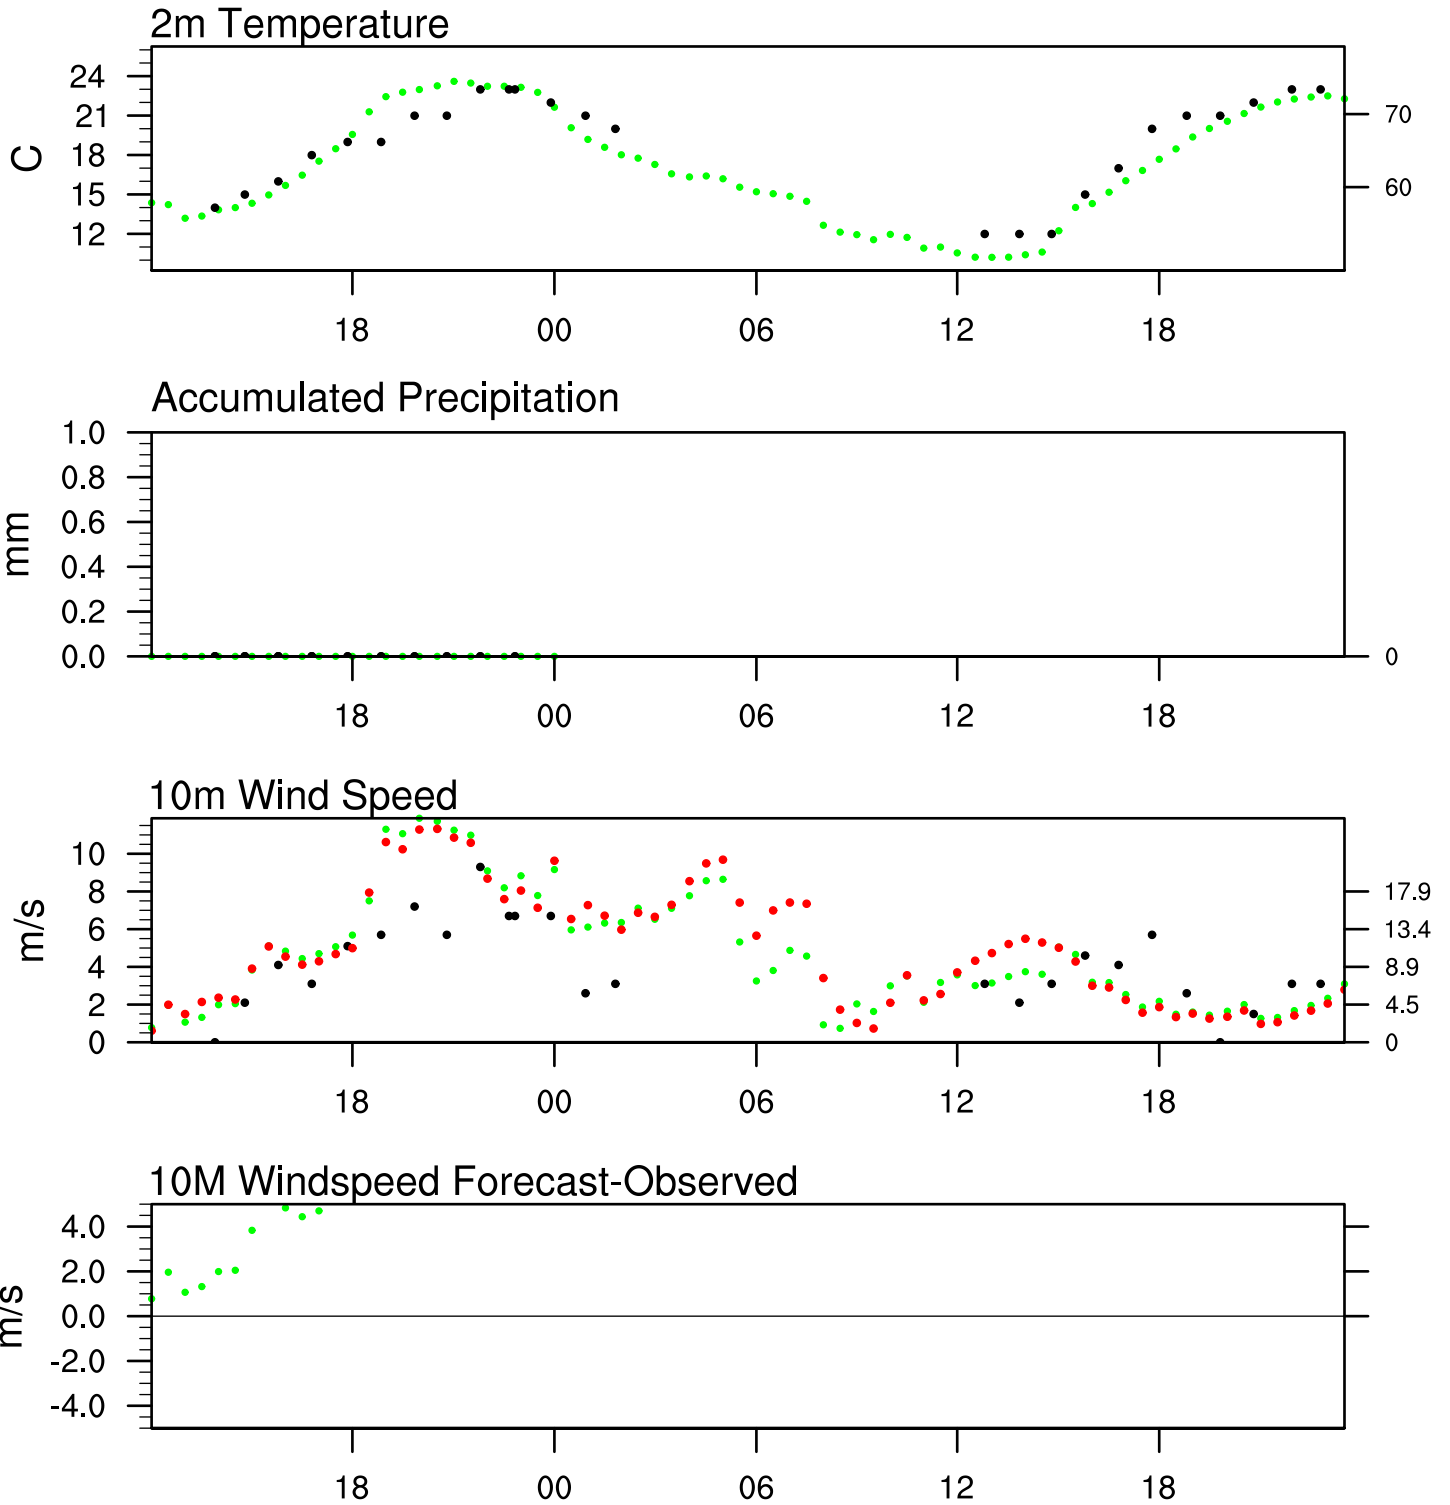 2m Temperature
24
21
18
15
12
C
70
60
18 00 06 12 18
Accumulated Precipitation
1.0
0.8
0.6
0.4
0.2
0.0
mm
0
18 00 06 12 18
10m Wind Speed
10
8
6
4
2
0
m/s
17.9
13.4
8.9
4.5
0
18 00 06 12 18
10M Windspeed Forecast-Observed
4.0
2.0
0.0
-2.0
-4.0
m/s
18 00 06 12 18